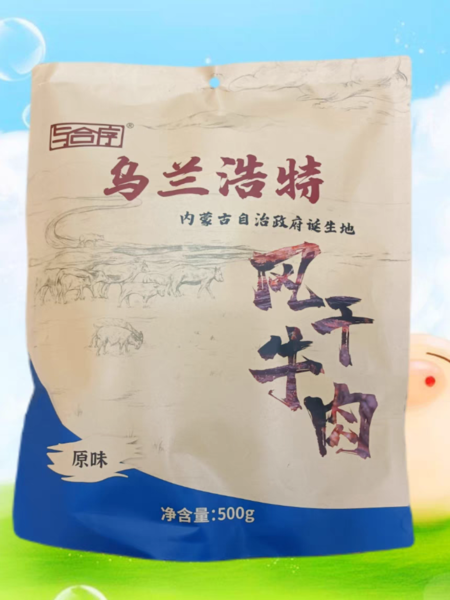 乌兰浩特
内蒙古自治政府诞生地
风干
牛肉
原味
净含量:500g